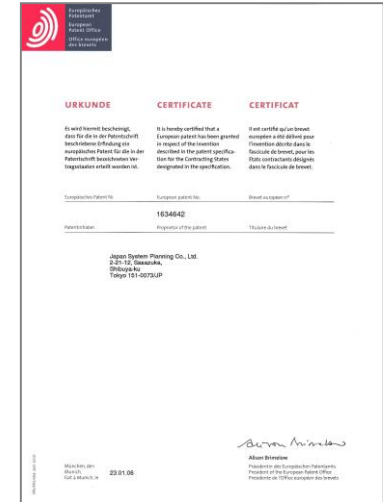 Europäisches
Patentamt
European
Patent Office
Office européen
des brevets
URKUNDE
CERTIFICATE
CERTIFICAT
Es wird hiermit bescheinigt,
dass für die in der Patentschrift
beschriebene Erfindung ein
europäisches Patent für die in der
Patentschrift bezeichneten Ver-
tragsstaaten erteilt worden ist.
It is hereby certified that a
European patent has been granted
in respect of the invention
described in the patent specifica-
tion for the Contracting States
designated in the specification.
Il est certifié qu'un brevet
européen a été délivré pour
l'invention décrite dans le
fascicule de brevet, pour les
Etats contractants désignés
dans le fascicule de brevet.
Europäisches Patent Nr.
European patent No.
Brevet européen n°
1634642
Patentinhaber
Proprietor of the patent
Titulaire du brevet
Japan System Planning Co., Ltd.
2-21-12, Sasazuka,
Shibuya-ku
Tokyo 151-0073/JP
Alison Brimelow
Alison Brimelow
Präsidentin des Europäischen Patentamts
President of the European Patent Office
Présidente de l'Office européen des brevets
München, den
Munich,
Fait à Munich, le
23.01.08